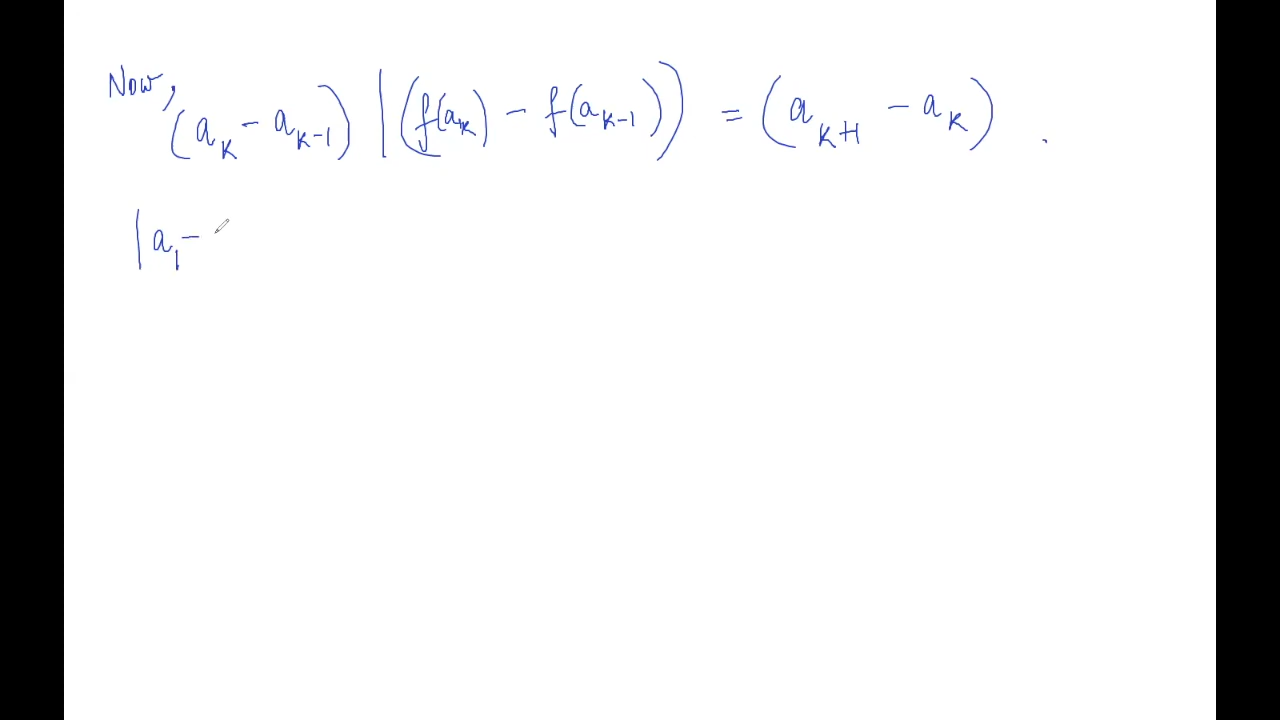 Now, (a_k - a_{k-1}) | (f(a_k) - f(a_{k-1})) = (a_{k+1} - a_k) .
| a_1 -